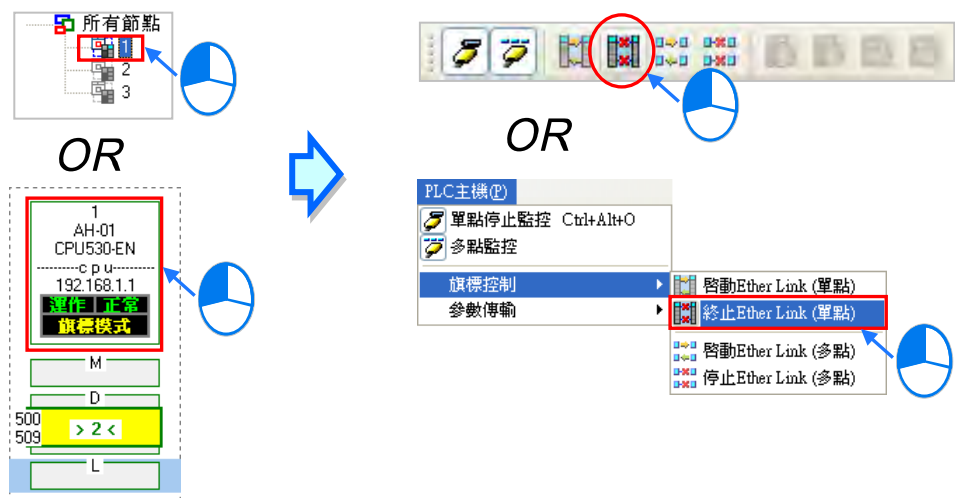 所有節點
1
2
3
OR
1
AH-01
CPU530-EN
---------c p u---------
192.168.1.1
運作 正常
旗標模式
M
D
500
509
> 2 <
L
OR
PLC主機(P)
單點停止監控 Ctrl+Alt+O
多點監控
旗標控制
參數傳輸
啓動Ether Link (單點)
終止Ether Link (單點)
啓動Ether Link (多點)
停止Ether Link (多點)